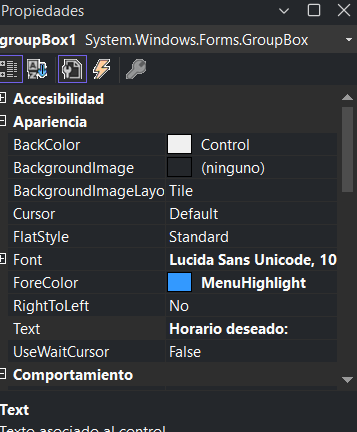 Propiedades
groupBox1 System.Windows.Forms.GroupBox
Accesibilidad
Apariencia
BackColor Control
BackgroundImage (ninguno)
BackgroundImageLayo Tile
Cursor Default
FlatStyle Standard
Font Lucida Sans Unicode, 10
ForeColor MenuHighlight
RightToLeft No
Text Horario deseado:
UseWaitCursor False
Comportamiento
Text
Texto asociado al control